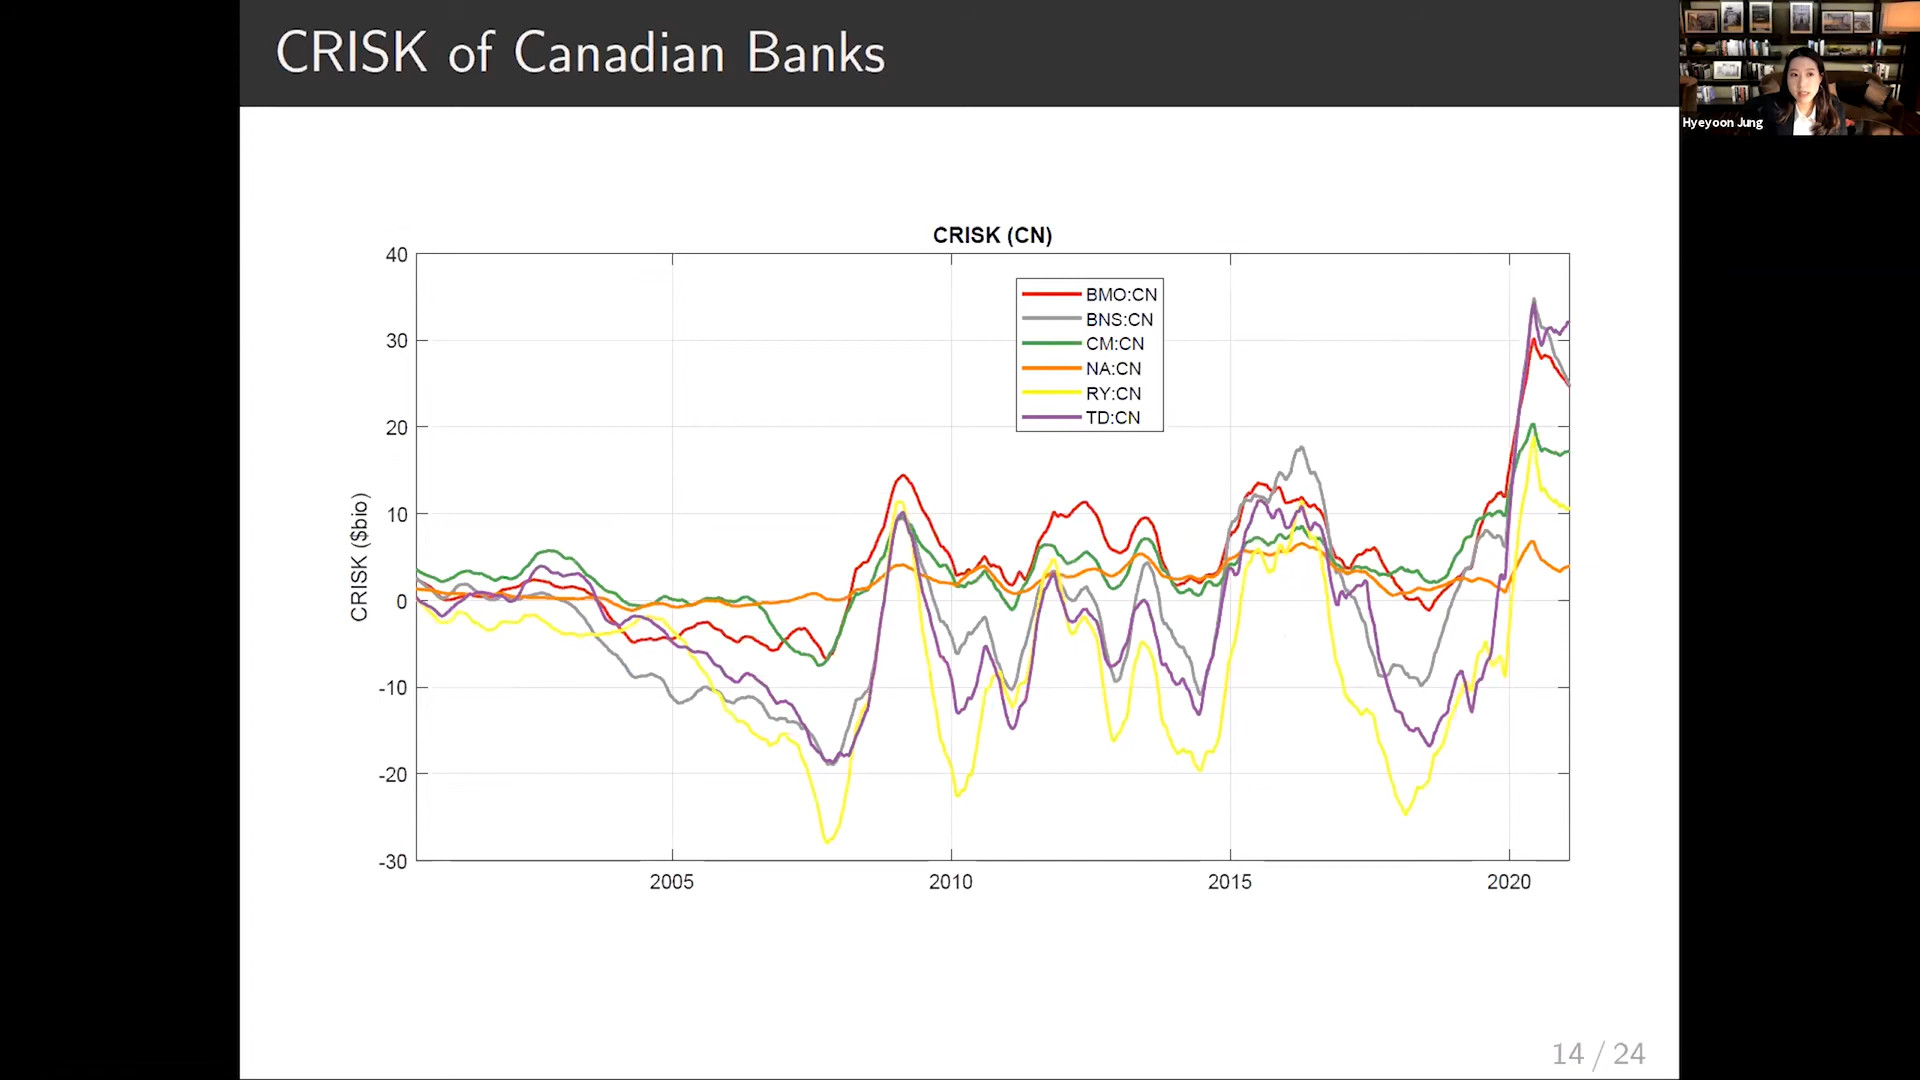 CRISK of Canadian Banks
Hyeyoon Jung
CRISK (CN)
CRISK ($bio)
40
30
20
10
0
-10
-20
-30
BMO:CN
BNS:CN
CM:CN
NA:CN
RY:CN
TD:CN
2005 2010 2015 2020
14 / 24